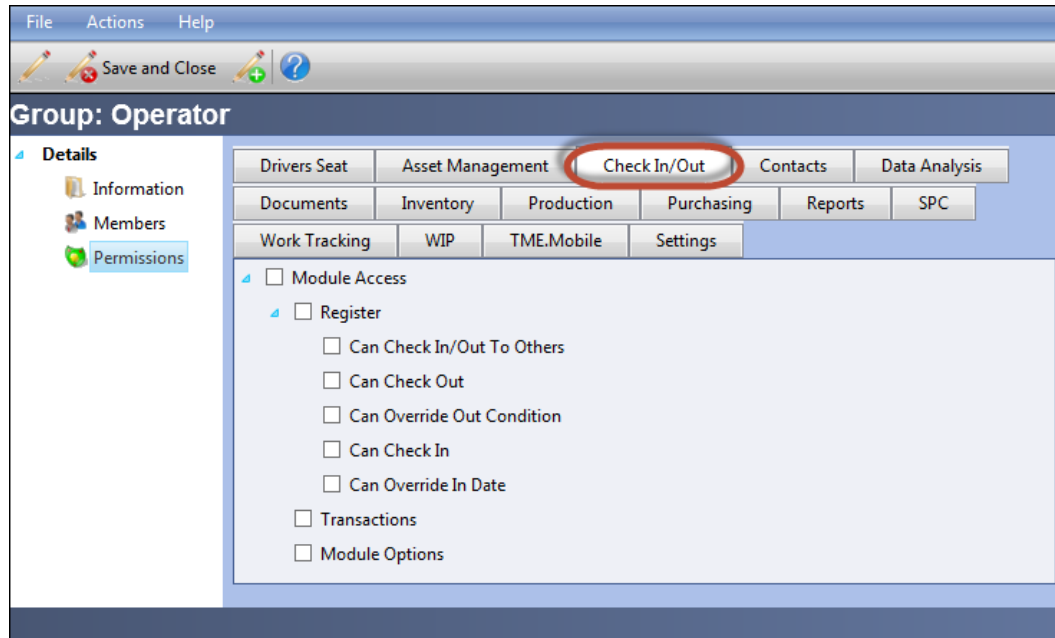 File Actions Help
Save and Close
Group: Operator
Details
Information
Members
Permissions
Drivers Seat Asset Management Check In/Out Contacts Data Analysis
Documents Inventory Production Purchasing Reports SPC
Work Tracking WIP TME.Mobile Settings
Module Access
Register
Can Check In/Out To Others
Can Check Out
Can Override Out Condition
Can Check In
Can Override In Date
Transactions
Module Options